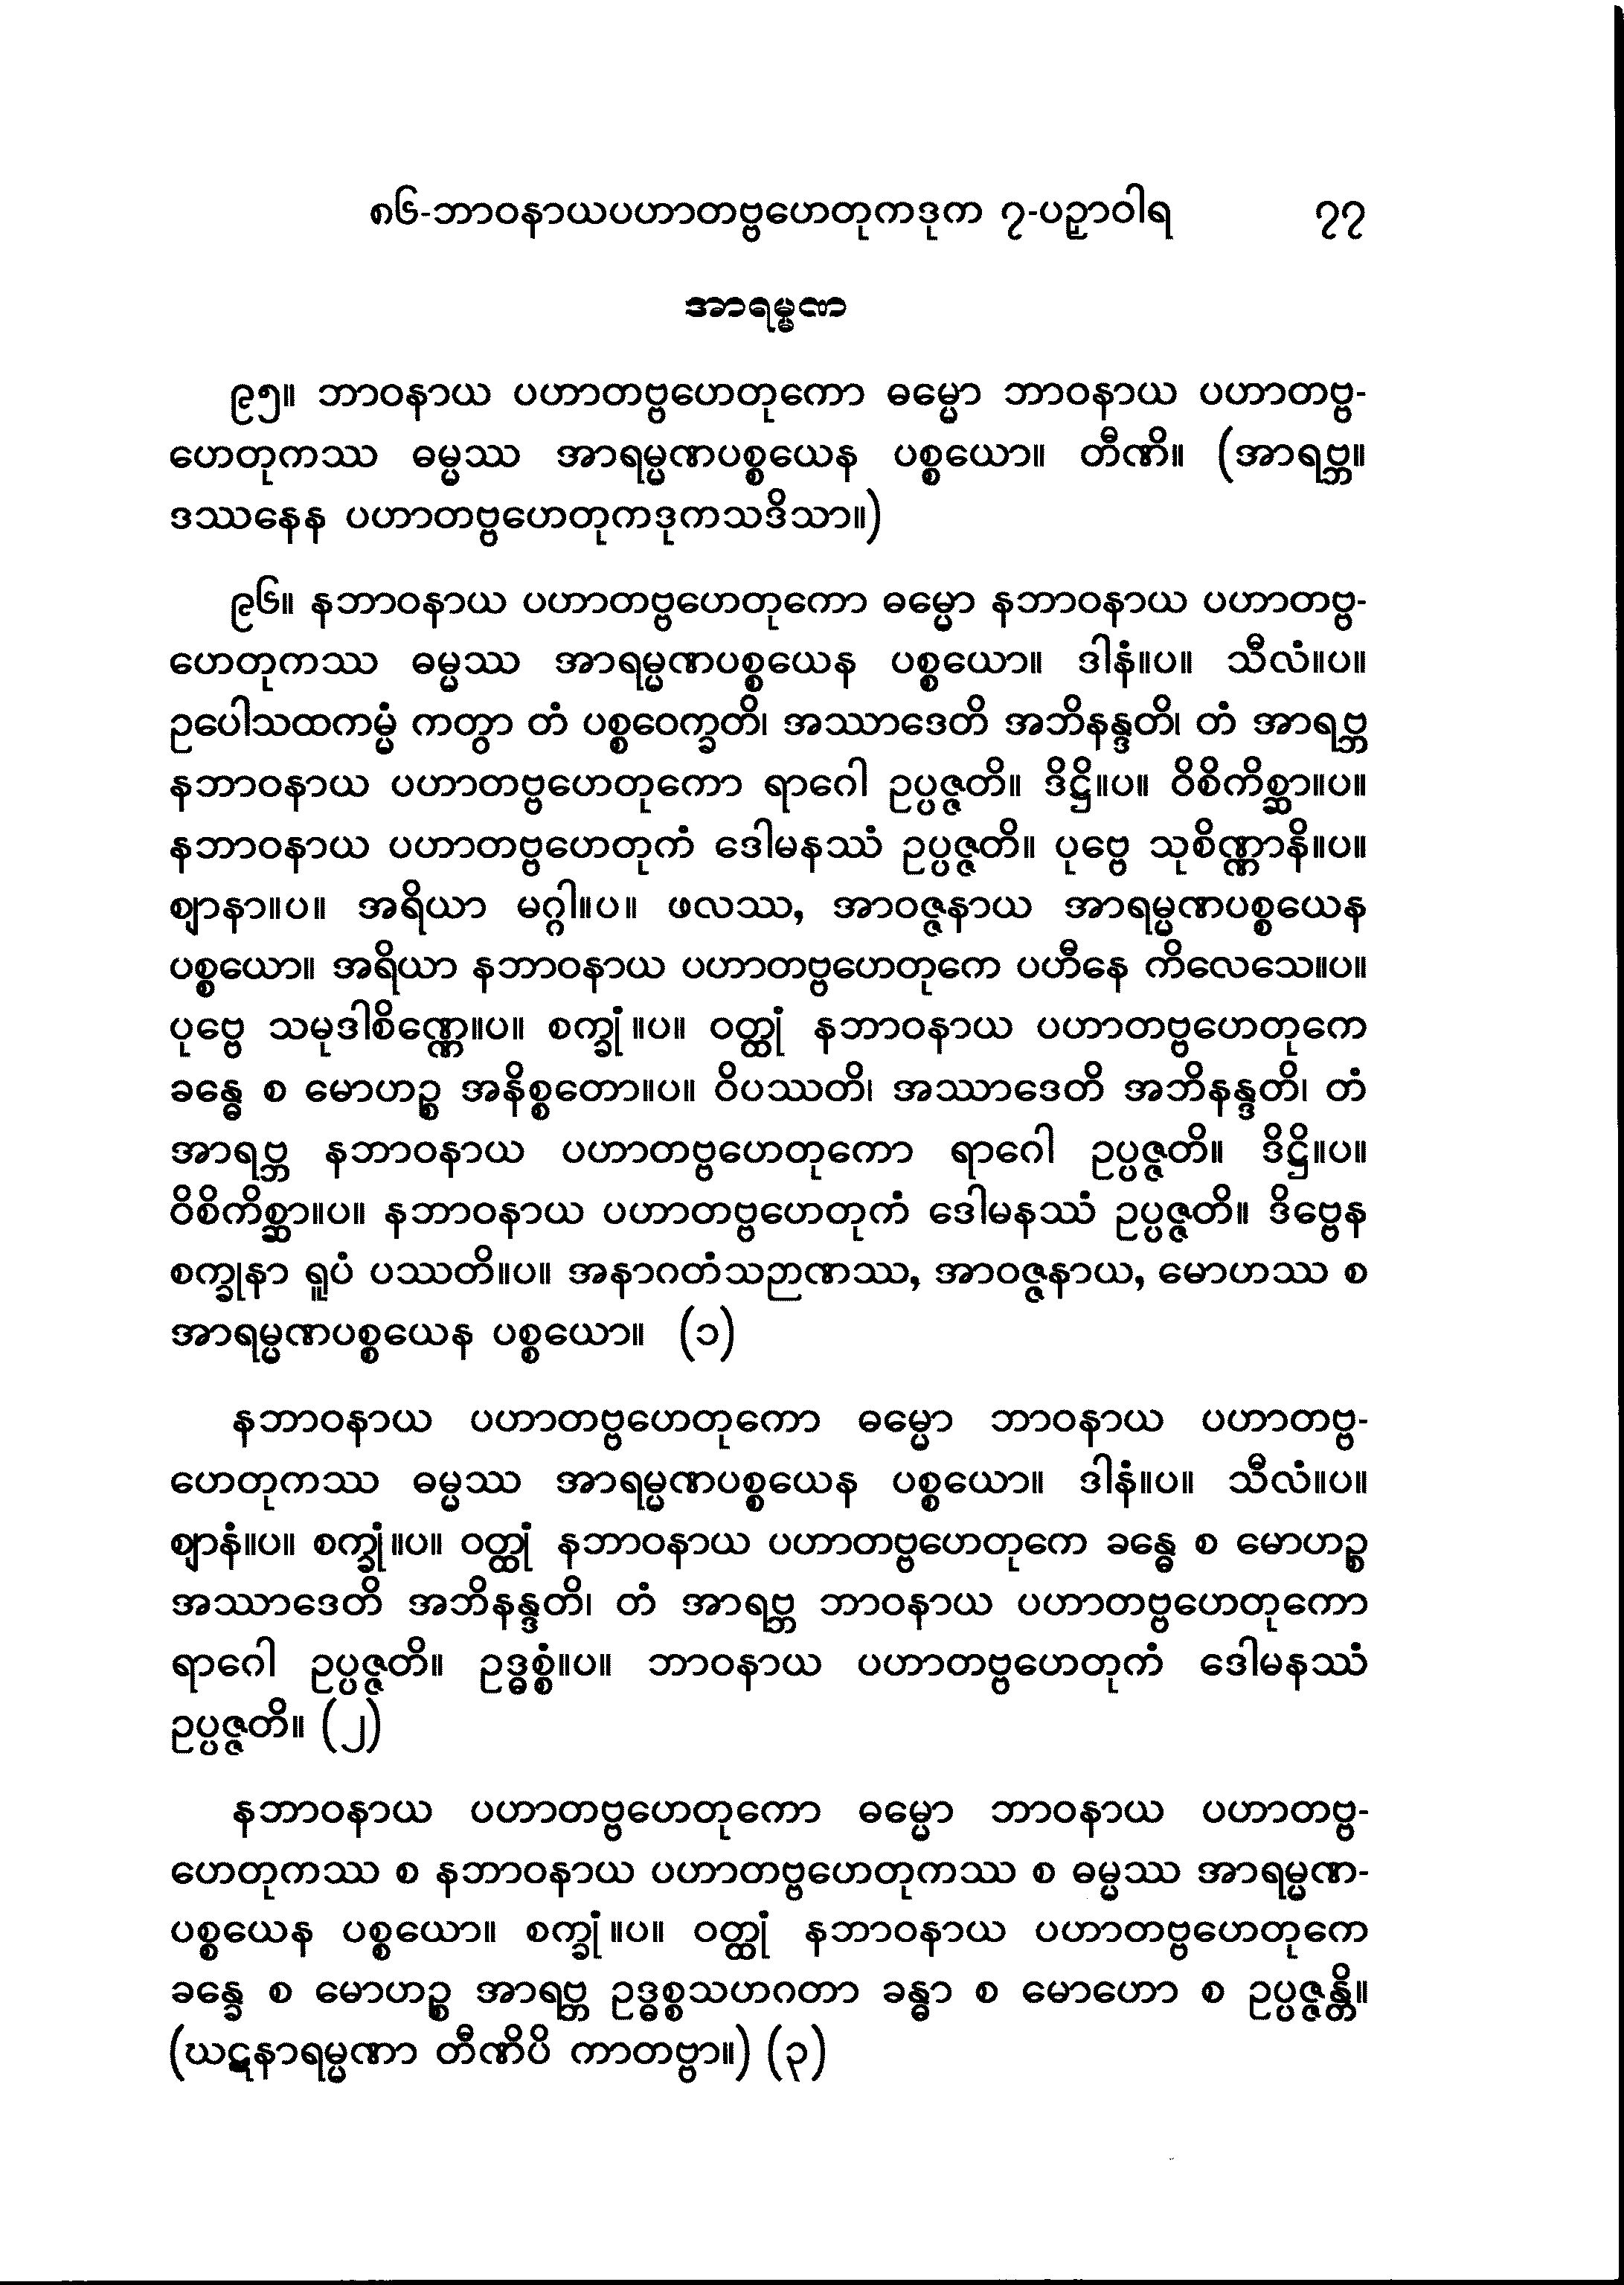 ၈၆-ဘာဝနာယပဟာတဗ္ဗဟေတုကဒုက ၇-ပဉှာဝါရ ၇၇
အာရမ္မဏ
၉၅။ ဘာဝနာယ ပဟာတဗ္ဗဟေတုကော ဓမ္မော ဘာဝနာယ ပဟာတဗ္ဗ-
ဟေတုကဿ ဓမ္မဿ အာရမ္မဏပစ္စယေန ပစ္စယော။ တီဏိ။ (အာရဗ္ဘ။
ဒဿနေန ပဟာတဗ္ဗဟေတုကဒုကသဒိသာ။)
၉၆။ နဘာဝနာယ ပဟာတဗ္ဗဟေတုကော ဓမ္မော နဘာဝနာယ ပဟာတဗ္ဗ-
ဟေတုကဿ ဓမ္မဿ အာရမ္မဏပစ္စယေန ပစ္စယော။ ဒါနံ။ပ။ သီလံ။ပ။
ဥပေါသထကမ္မံ ကတွာ တံ ပစ္စဝေက္ခတိ၊ အဿာဒေတိ အဘိနန္ဒတိ၊ တံ အာရဗ္ဘ
နဘာဝနာယ ပဟာတဗ္ဗဟေတုကော ရာဂေါ ဥပ္ပဇ္ဇတိ။ ဒိဋ္ဌိ။ပ။ ဝိစိကိစ္ဆာ။ပ။
နဘာဝနာယ ပဟာတဗ္ဗဟေတုကံ ဒေါမနဿံ ဥပ္ပဇ္ဇတိ။ ပုဗ္ဗေ သုစိဏ္ဏာနိ။ပ။
ဈာနာ။ပ။ အရိယာ မဂ္ဂါ။ပ။ ဖလဿ, အာဝဇ္ဇနာယ အာရမ္မဏပစ္စယေန
ပစ္စယော။ အရိယာ နဘာဝနာယ ပဟာတဗ္ဗဟေတုကေ ပဟီနေ ကိလေသေ။ပ။
ပုဗ္ဗေ သမုဒါစိဏ္ဏေ။ပ။ စက္ခုံ။ပ။ ဝတ္ထုံ နဘာဝနာယ ပဟာတဗ္ဗဟေတုကေ
ခန္ဓေ စ မောဟဉ္စ အနိစ္စတော။ပ။ ဝိပဿတိ၊ အဿာဒေတိ အဘိနန္ဒတိ၊ တံ
အာရဗ္ဘ နဘာဝနာယ ပဟာတဗ္ဗဟေတုကော ရာဂေါ ဥပ္ပဇ္ဇတိ။ ဒိဋ္ဌိ။ပ။
ဝိစိကိစ္ဆာ။ပ။ နဘာဝနာယ ပဟာတဗ္ဗဟေတုကံ ဒေါမနဿံ ဥပ္ပဇ္ဇတိ။ ဒိဗ္ဗေန
စက္ခုနာ ရူပံ ပဿတိ။ပ။ အနာဂတံသဉာဏဿ, အာဝဇ္ဇနာယ, မောဟဿ စ
အာရမ္မဏပစ္စယေန ပစ္စယော။ (၁)
နဘာဝနာယ ပဟာတဗ္ဗဟေတုကော ဓမ္မော ဘာဝနာယ ပဟာတဗ္ဗ-
ဟေတုကဿ ဓမ္မဿ အာရမ္မဏပစ္စယေန ပစ္စယော။ ဒါနံ။ပ။ သီလံ။ပ။
ဈာနံ။ပ။ စက္ခုံ။ပ။ ဝတ္ထုံ နဘာဝနာယ ပဟာတဗ္ဗဟေတုကေ ခန္ဓေ စ မောဟဉ္စ
အဿာဒေတိ အဘိနန္ဒတိ၊ တံ အာရဗ္ဘ ဘာဝနာယ ပဟာတဗ္ဗဟေတုကော
ရာဂေါ ဥပ္ပဇ္ဇတိ။ ဥဒ္ဓစ္စံ။ပ။ ဘာဝနာယ ပဟာတဗ္ဗဟေတုကံ ဒေါမနဿံ
ဥပ္ပဇ္ဇတိ။ (၂)
နဘာဝနာယ ပဟာတဗ္ဗဟေတုကော ဓမ္မော ဘာဝနာယ ပဟာတဗ္ဗ-
ဟေတုကဿ စ နဘာဝနာယ ပဟာတဗ္ဗဟေတုကဿ စ ဓမ္မဿ အာရမ္မဏ-
ပစ္စယေန ပစ္စယော။ စက္ခုံ။ပ။ ဝတ္ထုံ နဘာဝနာယ ပဟာတဗ္ဗဟေတုကေ
ခန္ဓေ စ မောဟဉ္စ အာရဗ္ဘ ဥဒ္ဓစ္စသဟဂတာ ခန္ဓာ စ မောဟော စ ဥပ္ပဇ္ဇန္တိ။
(ဃဋနာရမ္မဏာ တီဏိပိ ကာတဗ္ဗာ။) (၃)